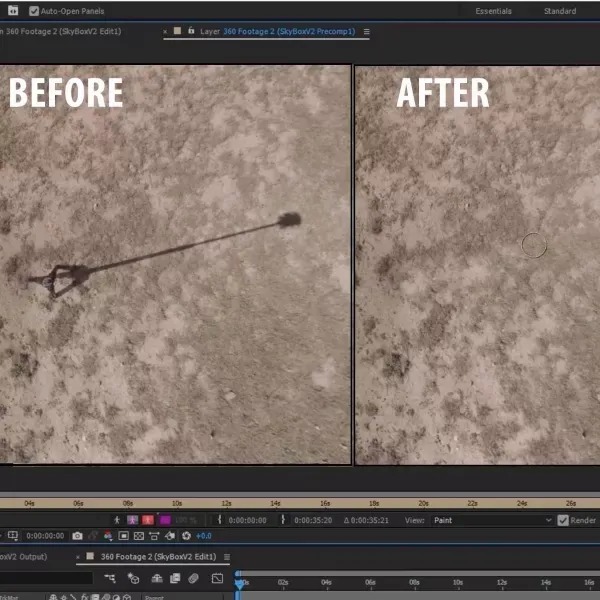 Auto-Open Panels
Essentials
Standard
n 360 Footage 2 (SkyBoxV2 Edit1)
Layer 360 Footage 2 (SkyBoxV2 Precomp1)
BEFORE
AFTER
04s 06s 08s 10s 12s 14s 16s 18s 20s 22s 24s 26s
100 %
0:00:00:00
0:00:35:20
Δ 0:00:35:21
View: Paint
Render
0:00:00:00
+0.0
oxV2 Output)
360 Footage 2 (SkyBoxV2 Edit1)
02s 04s 06s 08s 10s 12s 14s 16s
Parent